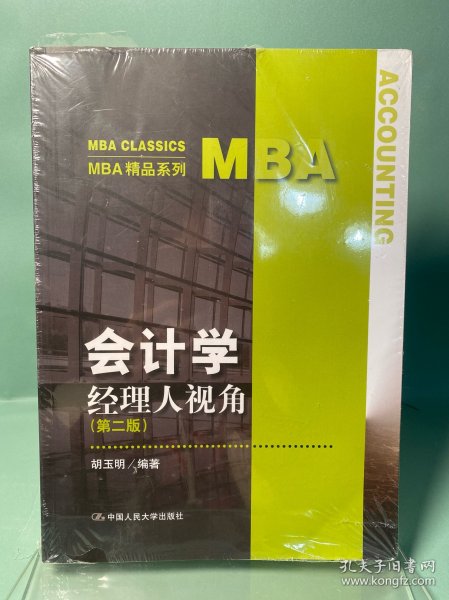 ACCOUNTING
MBA CLASSICS
MBA精品系列
MBA
会计学
经理人视角
(第二版)
胡玉明/编著
中国人民大学出版社
孔夫子旧书网
www.kongfz.com